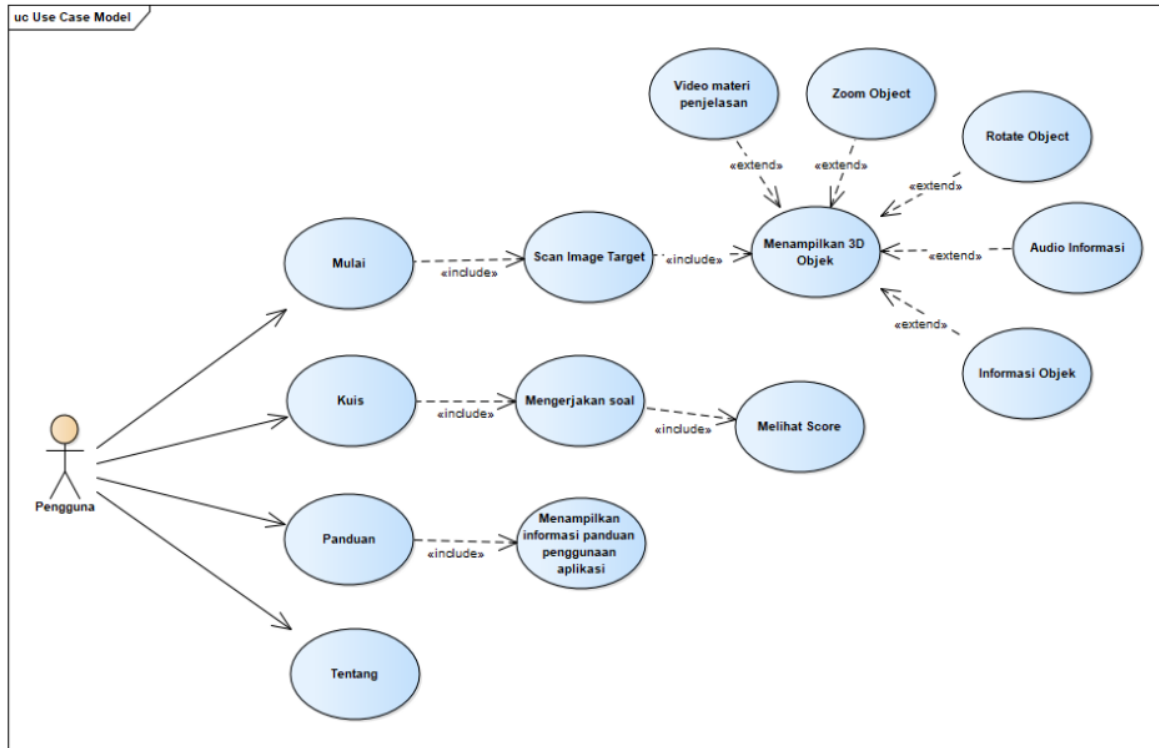 uc Use Case Model
Video materi
penjelasan
Zoom Object
Rotate Object
«extend»
«extend»
«extend»
Mulai
«include»
Scan Image Target
«include»
Menampilkan 3D
Objek
«extend»
Audio Informasi
«extend»
Informasi Objek
Kuis
«include»
Mengerjakan soal
«include»
Melihat Score
Pengguna
Panduan
«include»
Menampilkan
informasi panduan
penggunaan
aplikasi
Tentang